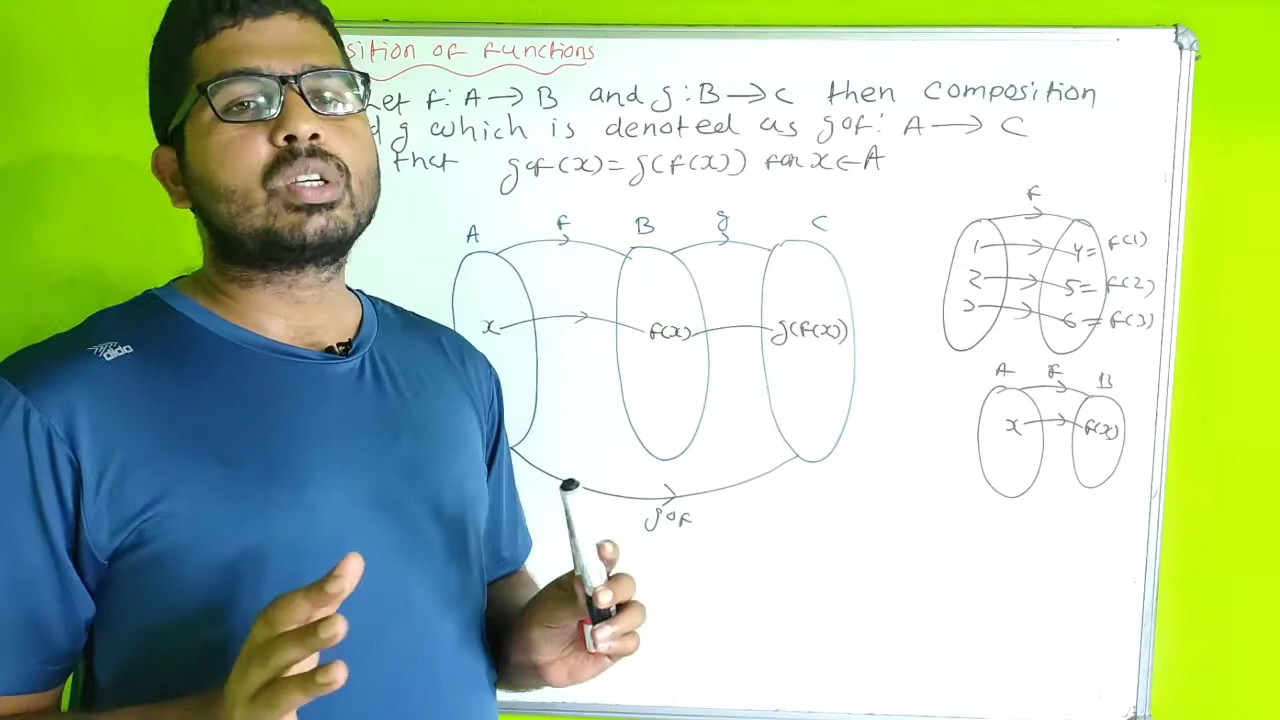 sition of functions
Let f: A → B and g: B → C then composition
d g which is denoted as gof: A → C
that gof(x) = g(f(x)) for x ∈ A
A f B g C
x f(x) g(f(x))
gof
f
1 4 = f(1)
2 5 = f(2)
3 6 = f(3)
A f B
x f(x)